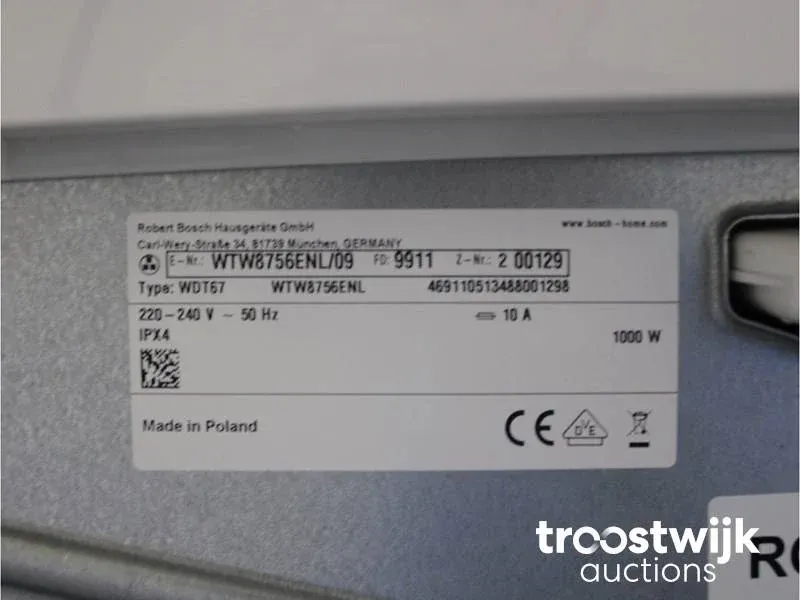 Robert Bosch Hausgeräte GmbH
www.bosch-home.com
Carl-Wery-Straße 34, 81739 München, GERMANY
E-Nr.: WTW8756ENL/09 FD: 9911 Z-Nr.: 2 00129
Type: WDT67 WTW8756ENL 469110513488001298
220-240 V ~ 50 Hz 10 A
IPX4
1000 W
Made in Poland
CE
DVE
troostwijk
auctions